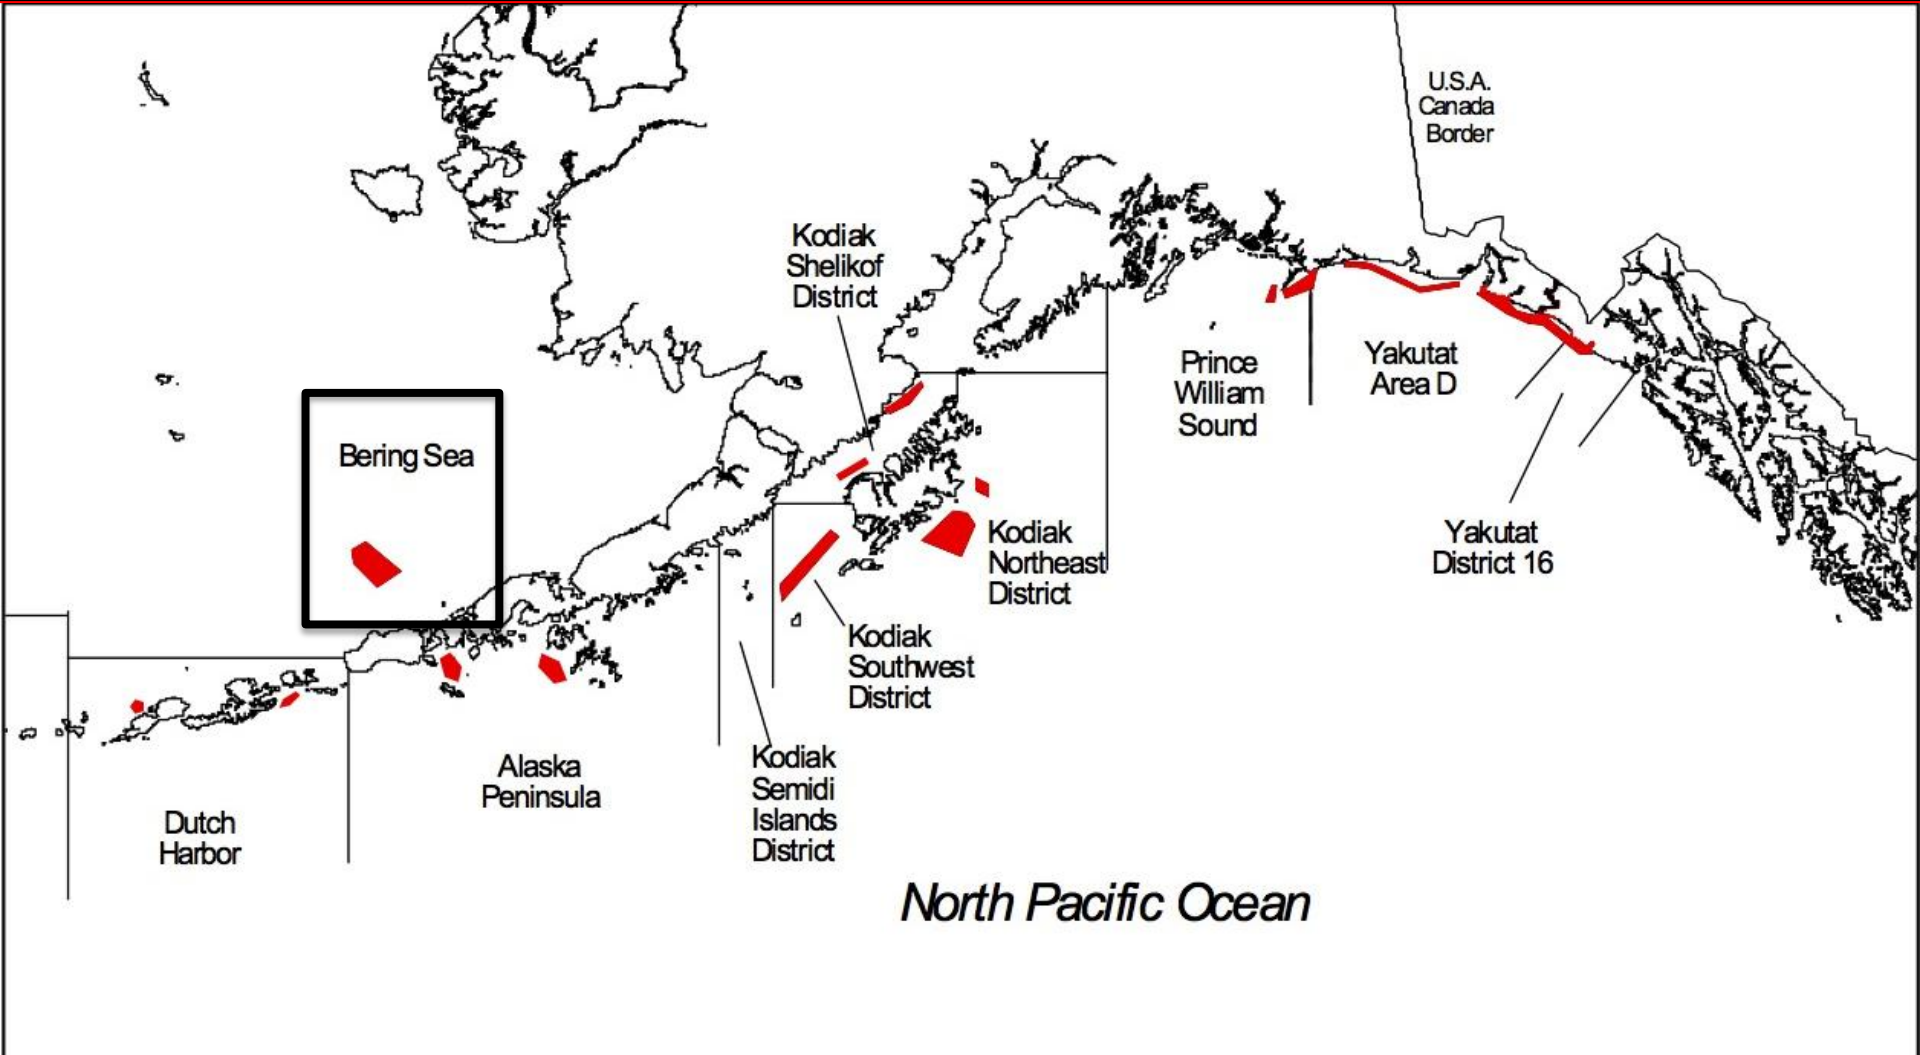 U.S.A.
Canada
Border
Kodiak
Shelikof
District
Prince
William
Sound
Yakutat
Area D
Bering Sea
Yakutat
District 16
Kodiak
Northeast
District
Kodiak
Southwest
District
Kodiak
Semidi
Islands
District
Alaska
Peninsula
Dutch
Harbor
North Pacific Ocean